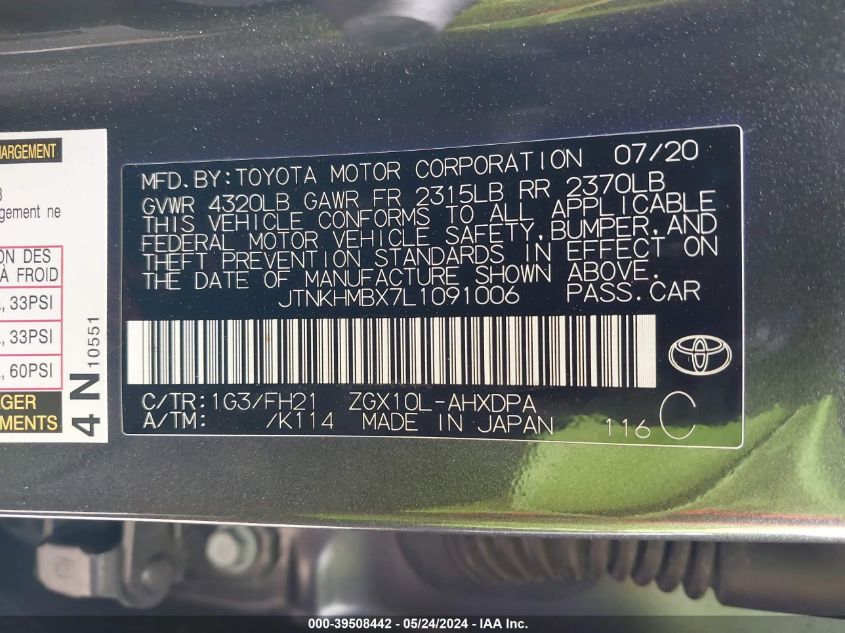 HARGEMENT
gement ne
ON DES
À FROID
33PSI
33PSI
60PSI
AGER
EMENTS
4 N 10551
MFD.BY:TOYOTA MOTOR CORPORATION 07/20
GVWR 4320LB GAWR FR 2315LB RR 2370LB
THIS VEHICLE CONFORMS TO ALL APPLICABLE
FEDERAL MOTOR VEHICLE SAFETY,BUMPER,AND
THEFT PREVENTION STANDARDS IN EFFECT ON
THE DATE OF MANUFACTURE SHOWN ABOVE.
JTNKHMBX7L1091006 PASS.CAR
C/TR:1G3/FH21 ZGX10L-AHXDPA
A/TM: /K114 MADE IN JAPAN 116 C
000-39508442 - 05/24/2024 - IAA Inc.